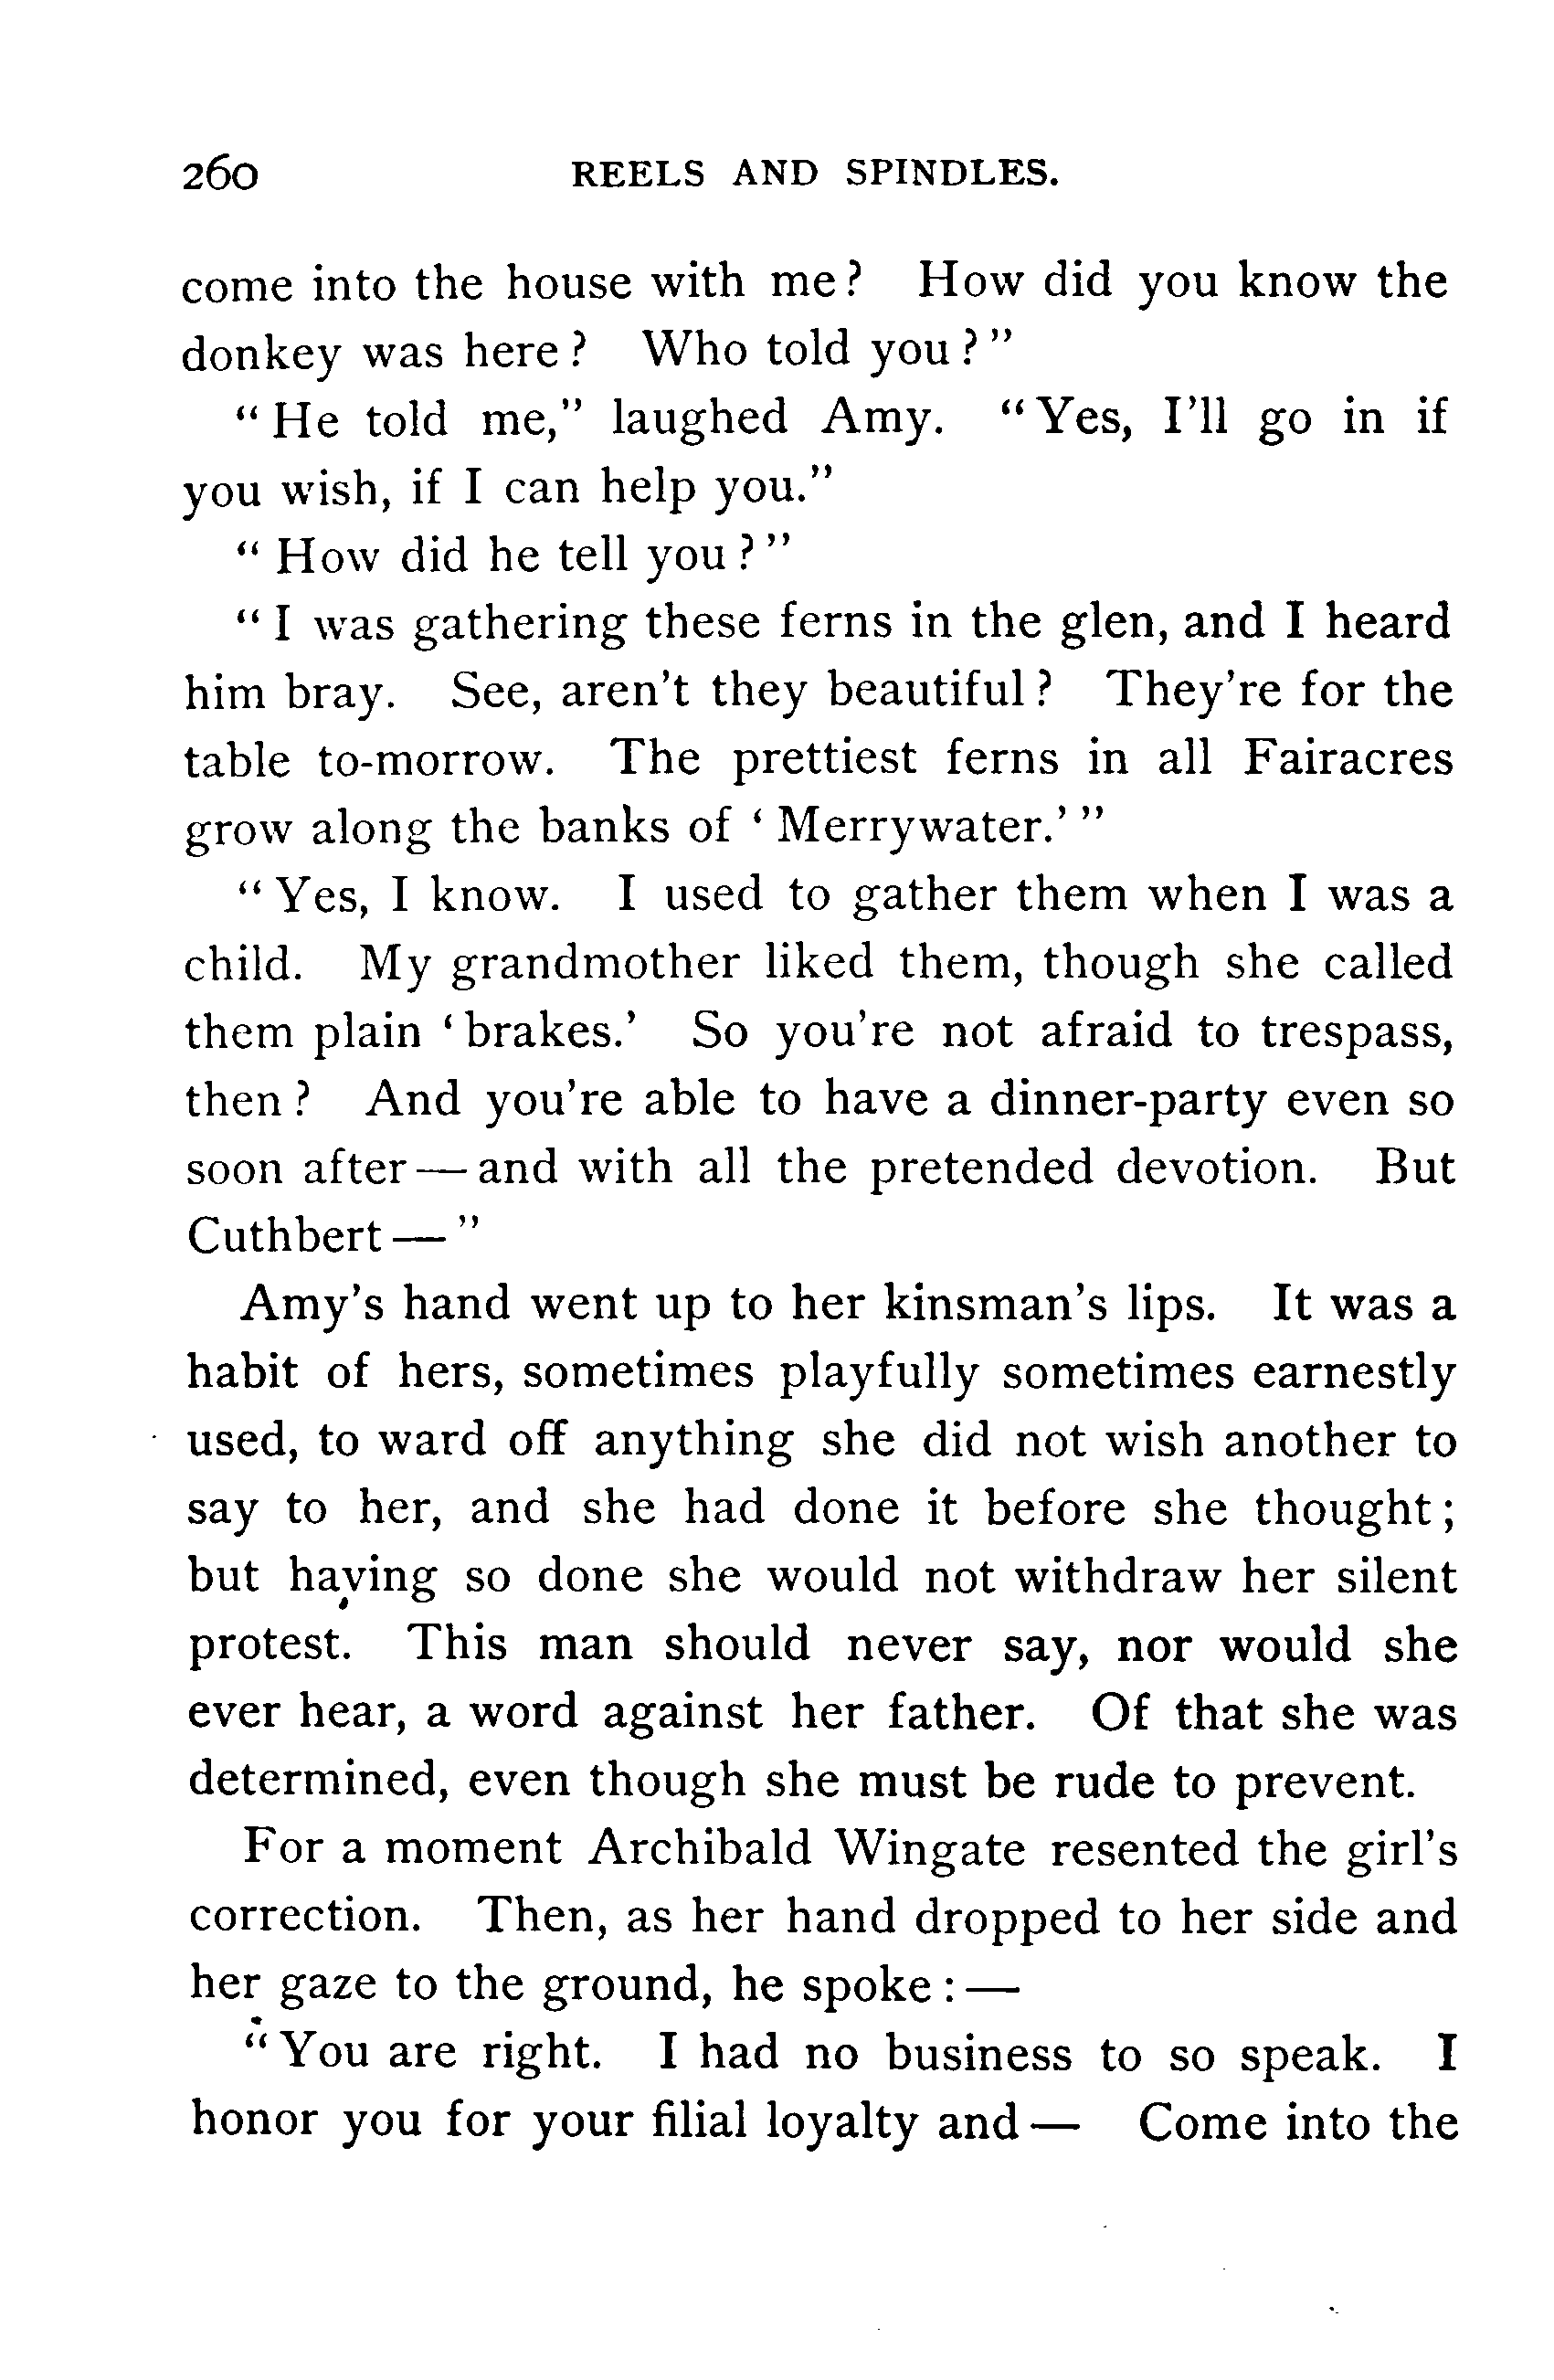 260 REELS AND SPINDLES.
come into the house with me? How did you know the
donkey was here? Who told you?”
“He told me,” laughed Amy. “Yes, I’ll go in if
you wish, if I can help you.”
“How did he tell you?”
“I was gathering these ferns in the glen, and I heard
him bray. See, aren’t they beautiful? They’re for the
table to-morrow. The prettiest ferns in all Fairacres
grow along the banks of ‘Merrywater.’”
“Yes, I know. I used to gather them when I was a
child. My grandmother liked them, though she called
them plain ‘brakes.’ So you’re not afraid to trespass,
then? And you’re able to have a dinner-party even so
soon after—and with all the pretended devotion. But
Cuthbert—”
Amy’s hand went up to her kinsman’s lips. It was a
habit of hers, sometimes playfully sometimes earnestly
used, to ward off anything she did not wish another to
say to her, and she had done it before she thought;
but having so done she would not withdraw her silent
protest. This man should never say, nor would she
ever hear, a word against her father. Of that she was
determined, even though she must be rude to prevent.
For a moment Archibald Wingate resented the girl’s
correction. Then, as her hand dropped to her side and
her gaze to the ground, he spoke:—
“You are right. I had no business to so speak. I
honor you for your filial loyalty and— Come into the